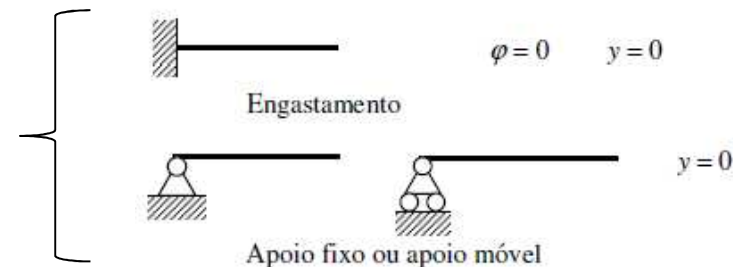 φ = 0 y = 0
Engastamento
y = 0
Apoio fixo ou apoio móvel